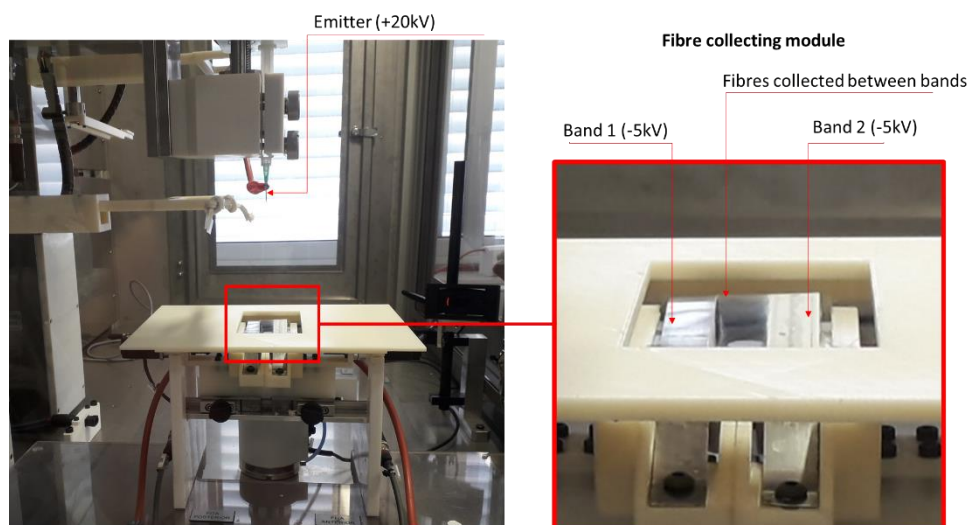 Emitter (+20kV)
Fibre collecting module
Fibres collected between bands
Band 1 (-5kV)
Band 2 (-5kV)